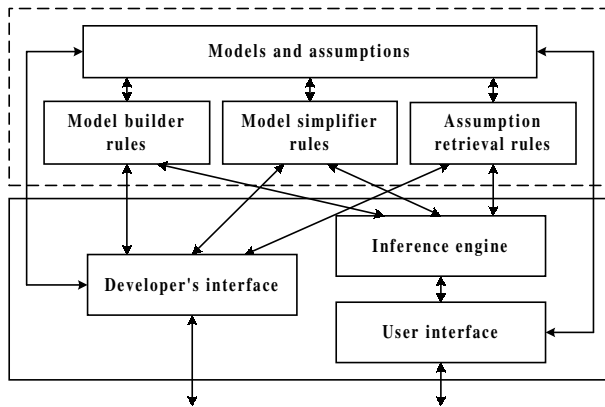 Models and assumptions
Model builder
rules
Model simplifier
rules
Assumption
retrieval rules
Inference engine
Developer's interface
User interface